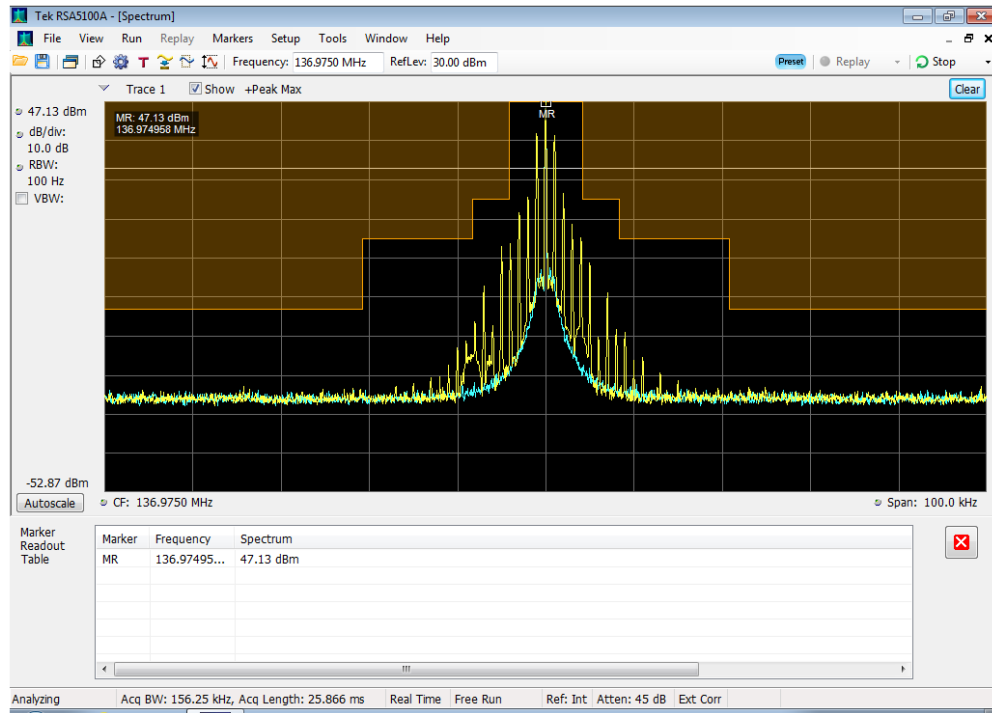 Tek RSA5100A - [Spectrum]
File View Run Replay Markers Setup Tools Window Help
T Frequency: 136.9750 MHz RefLev: 30.00 dBm Preset Replay Stop
Trace 1 Show +Peak Max Clear
47.13 dBm
dB/div:
10.0 dB
RBW:
100 Hz
VBW:
MR: 47.13 dBm
136.974958 MHz
MR
-52.87 dBm
Autoscale CF: 136.9750 MHz Span: 100.0 kHz
Marker
Readout
Table
Marker Frequency Spectrum
MR 136.97495... 47.13 dBm
Analyzing Acq BW: 156.25 kHz, Acq Length: 25.866 ms Real Time Free Run Ref: Int Atten: 45 dB Ext Corr